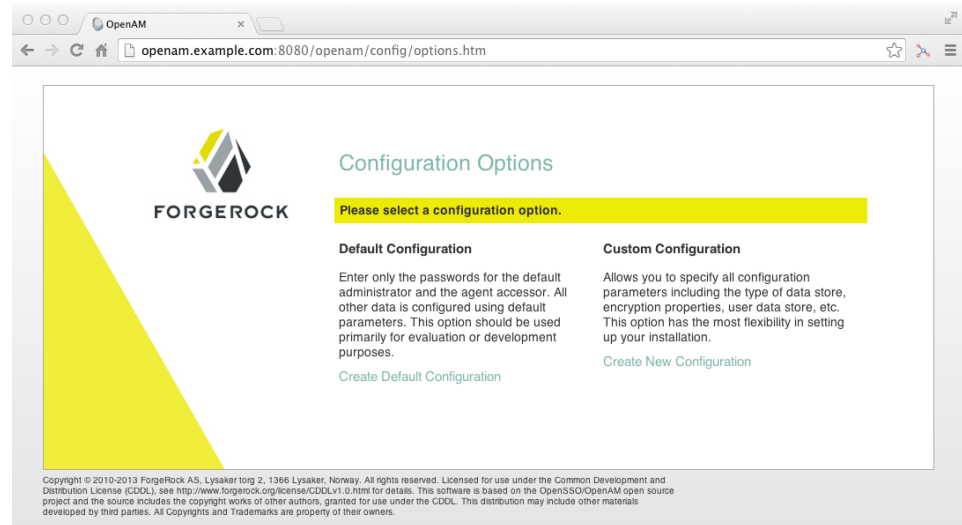 OpenAM
openam.example.com:8080/openam/config/options.htm
FORGEROCK
Configuration Options
Please select a configuration option.
Default Configuration
Enter only the passwords for the default
administrator and the agent accessor. All
other data is configured using default
parameters. This option should be used
primarily for evaluation or development
purposes.
Create Default Configuration
Custom Configuration
Allows you to specify all configuration
parameters including the type of data store,
encryption properties, user data store, etc.
This option has the most flexibility in setting
up your installation.
Create New Configuration
Copyright © 2010-2013 ForgeRock AS, Lysaker torg 2, 1366 Lysaker, Norway. All rights reserved. Licensed for use under the Common Development and
Distribution License (CDDL), see http://www.forgerock.org/license/CDDLv1.0.html for details. This software is based on the OpenSSO/OpenAM open source
project and the source includes the copyright works of other authors, granted for use under the CDDL. This distribution may include other materials
developed by third parties. All Copyrights and Trademarks are property of their owners.